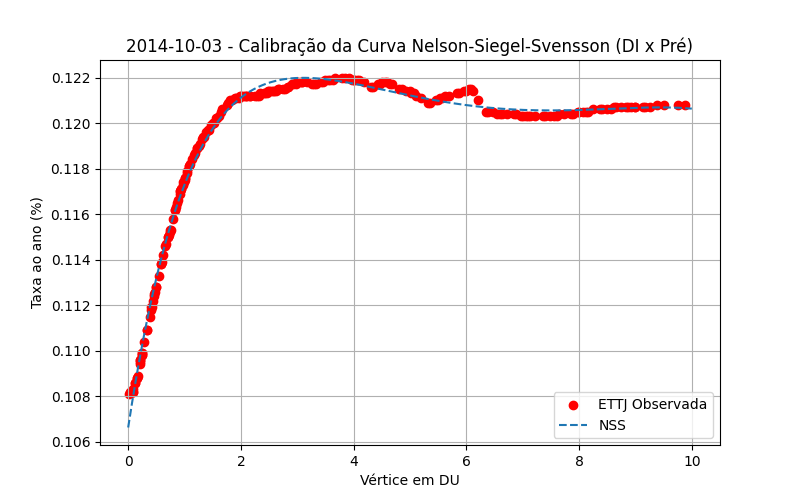 2014-10-03 - Calibração da Curva Nelson-Siegel-Svensson (DI x Pré)
Taxa ao ano (%)
0.122
0.120
0.118
0.116
0.114
0.112
0.110
0.108
0.106
ETTJ Observada
NSS
0 2 4 6 8 10
Vértice em DU